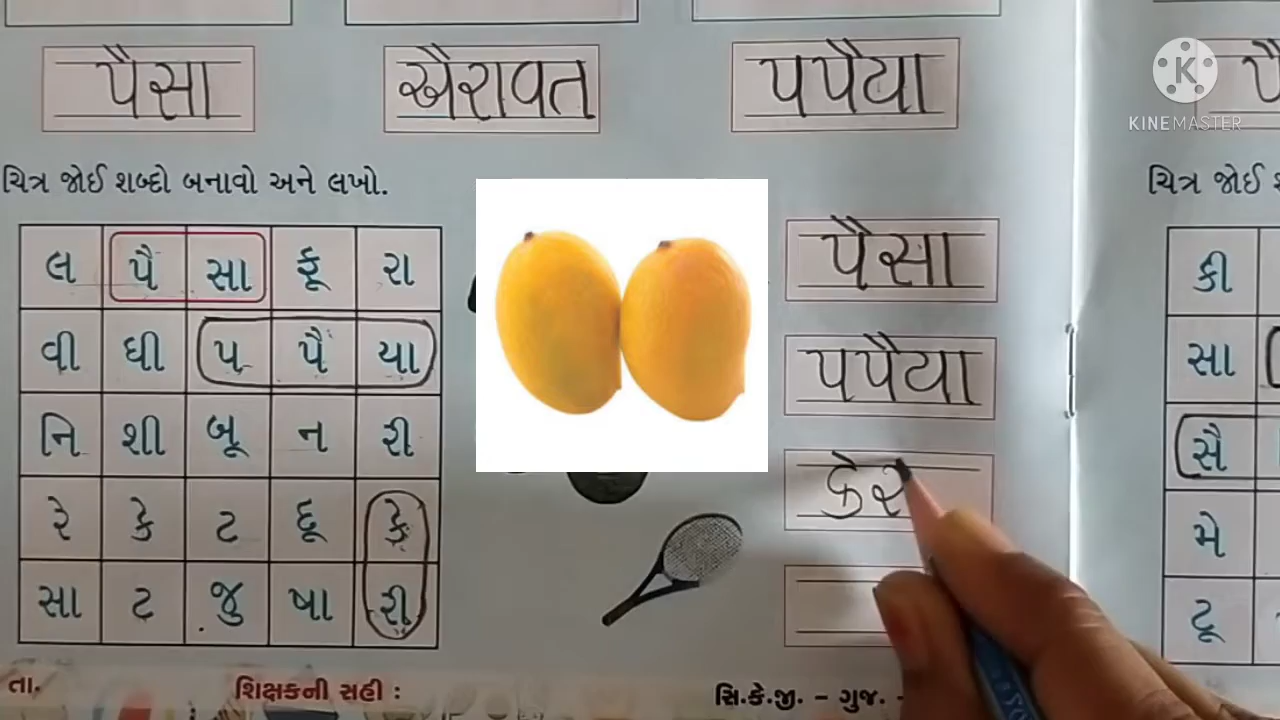 પૈસા ઐરાવત પપૈયા
KINEMASTER
ચિત્ર જોઈ શબ્દો બનાવો અને લખો. ચિત્ર જોઈ
લ પૈ સા ફૂ રા પૈસા કી
વી ઘી પ પૈ યા પપૈયા સા
નિ શી બૂ ન રી કેર સૈ
રે કે ટ દૂ કે મે
સા ટ જુ ષા રી ટૂ
તા. શિક્ષકની સહી : સિ.કે.જી. - ગુજ. -